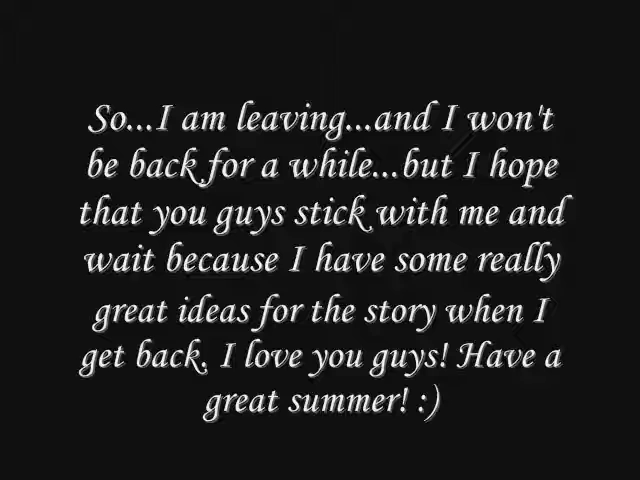 So...I am leaving...and I won't
be back for a while...but I hope
that you guys stick with me and
wait because I have some really
great ideas for the story when I
get back. I love you guys! Have a
great summer! :)